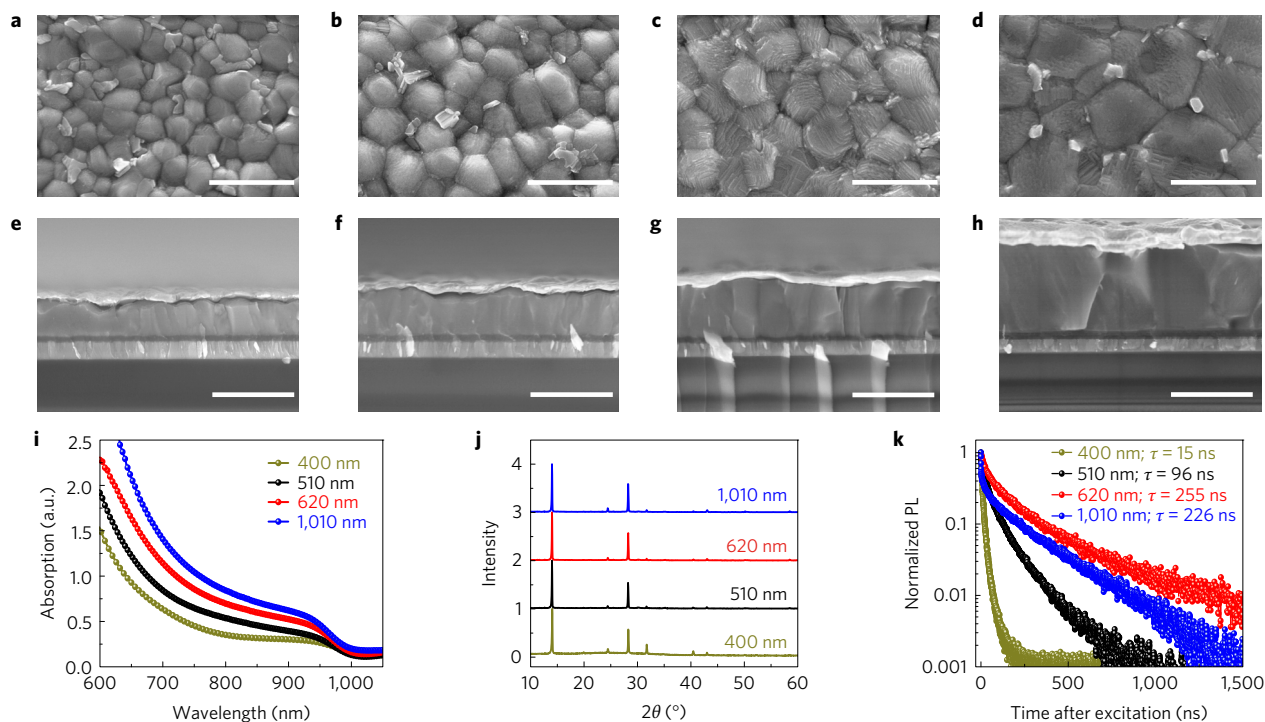 a b c d
e f g h
i j k
2.5
2.0
1.5
1.0
0.5
0.0
600 700 800 900 1,000
Wavelength (nm)
Absorption (a.u.)
400 nm
510 nm
620 nm
1,010 nm
4
3
2
1
0
10 20 30 40 50 60
2θ (°)
Intensity
1,010 nm
620 nm
510 nm
400 nm
1
0.1
0.01
0.001
0 500 1,000 1,500
Time after excitation (ns)
Normalized PL
400 nm; τ = 15 ns
510 nm; τ = 96 ns
620 nm; τ = 255 ns
1,010 nm; τ = 226 ns